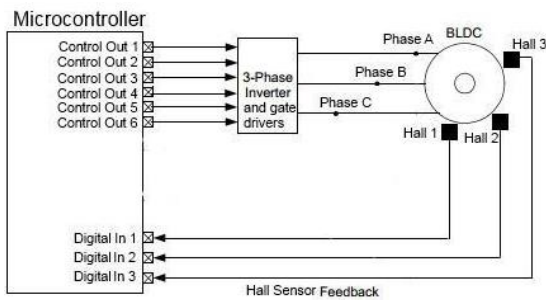 Microcontroller
Control Out 1
Control Out 2
Control Out 3
Control Out 4
Control Out 5
Control Out 6
3-Phase
Inverter
and gate
drivers
Phase A
Phase B
Phase C
BLDC
Hall 3
Hall 1
Hall 2
Digital In 1
Digital In 2
Digital In 3
Hall Sensor Feedback